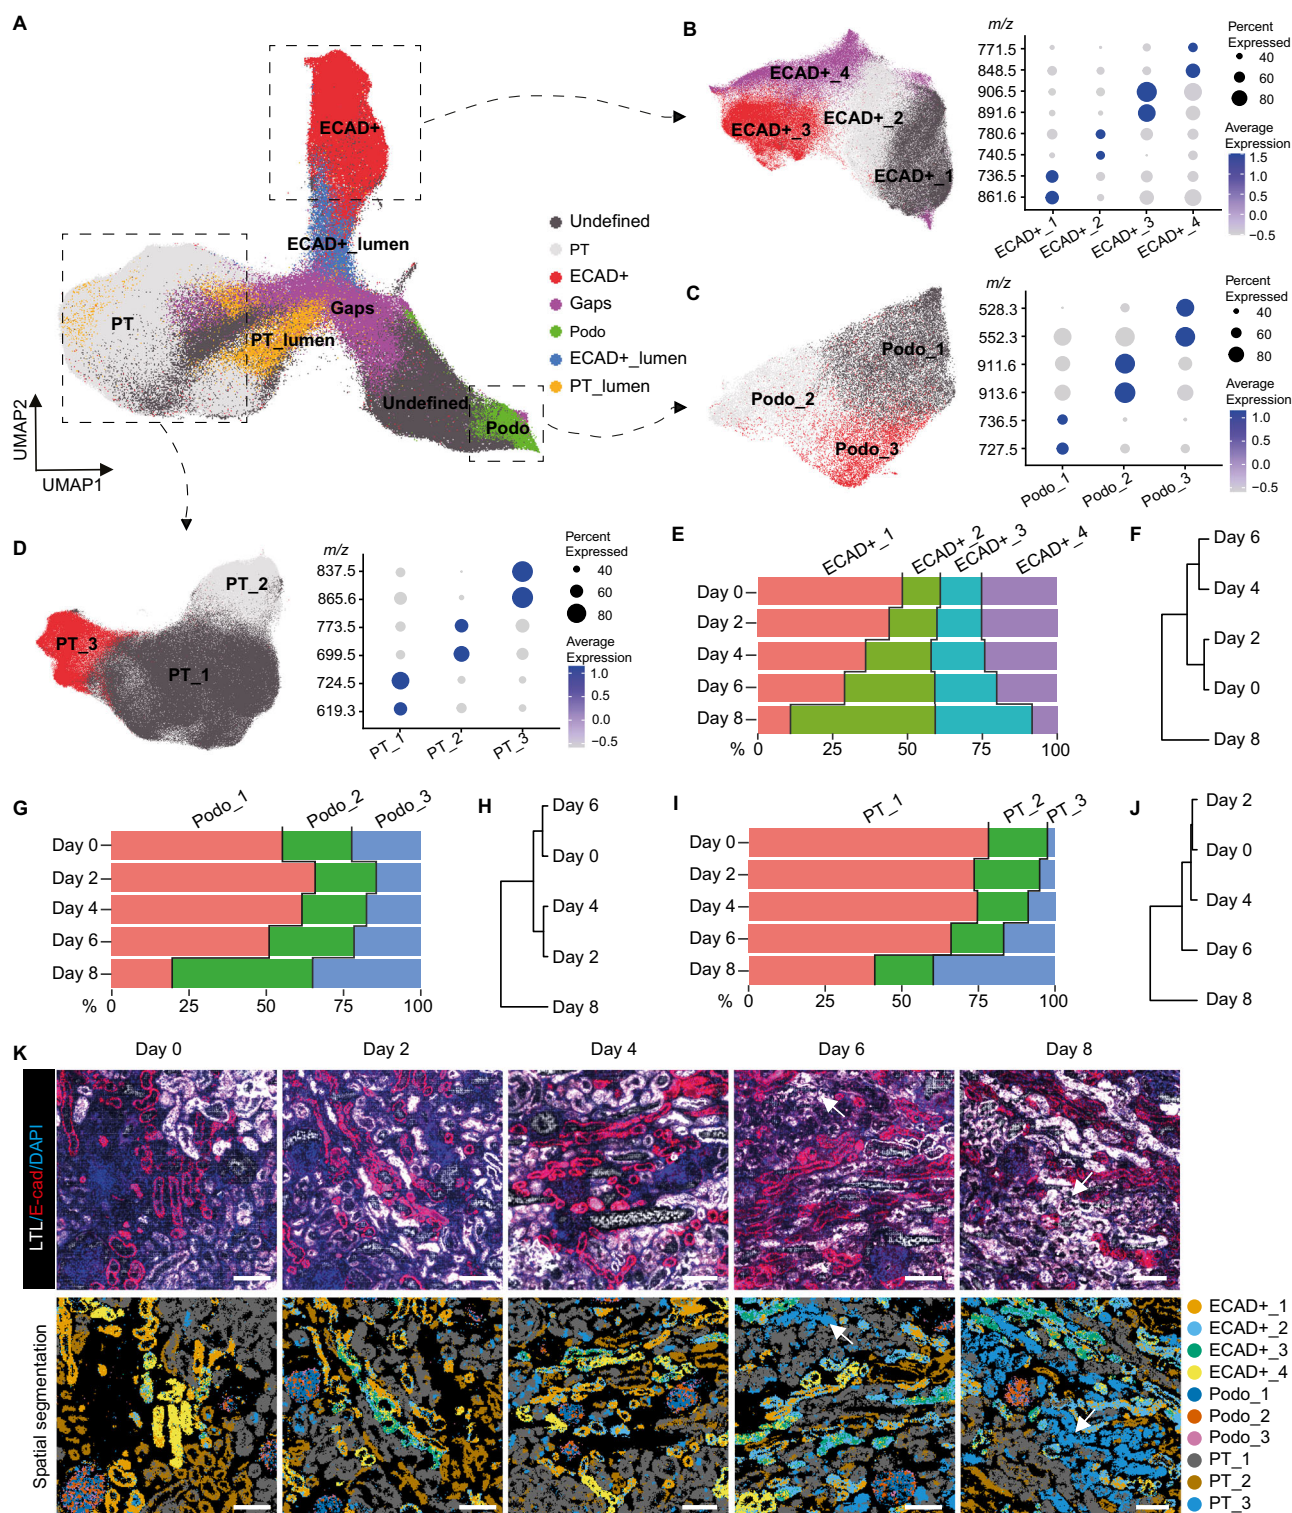 A
ECAD+
ECAD+_lumen
Gaps
PT
PT_lumen
Undefined
Podo
UMAP2
UMAP1
Undefined
PT
ECAD+
Gaps
Podo
ECAD+_lumen
PT_lumen
B
ECAD+_4
ECAD+_2
ECAD+_3
ECAD+_1
m/z
771.5
848.5
906.5
891.6
780.6
740.5
736.5
861.6
ECAD+_1
ECAD+_2
ECAD+_3
ECAD+_4
Percent
Expressed
40
60
80
Average
Expression
1.5
1.0
0.5
0.0
−0.5
C
Podo_1
Podo_2
Podo_3
m/z
528.3
552.3
911.6
913.6
736.5
727.5
Podo_1
Podo_2
Podo_3
Percent
Expressed
40
60
80
Average
Expression
1.0
0.5
0.0
−0.5
D
PT_2
PT_3
PT_1
m/z
837.5
865.6
773.5
699.5
724.5
619.3
PT_1
PT_2
PT_3
Percent
Expressed
40
60
80
Average
Expression
1.0
0.5
0.0
−0.5
E
ECAD+_1
ECAD+_2
ECAD+_3
ECAD+_4
Day 0
Day 2
Day 4
Day 6
Day 8
% 0 25 50 75 100
F
Day 6
Day 4
Day 2
Day 0
Day 8
G
Podo_1
Podo_2
Podo_3
Day 0
Day 2
Day 4
Day 6
Day 8
% 0 25 50 75 100
H
Day 6
Day 0
Day 4
Day 2
Day 8
I
PT_1
PT_2
PT_3
Day 0
Day 2
Day 4
Day 6
Day 8
% 0 25 50 75 100
J
Day 2
Day 0
Day 4
Day 6
Day 8
K
Day 0 Day 2 Day 4 Day 6 Day 8
LTL/E-cad/DAPI
Spatial segmentation
ECAD+_1
ECAD+_2
ECAD+_3
ECAD+_4
Podo_1
Podo_2
Podo_3
PT_1
PT_2
PT_3